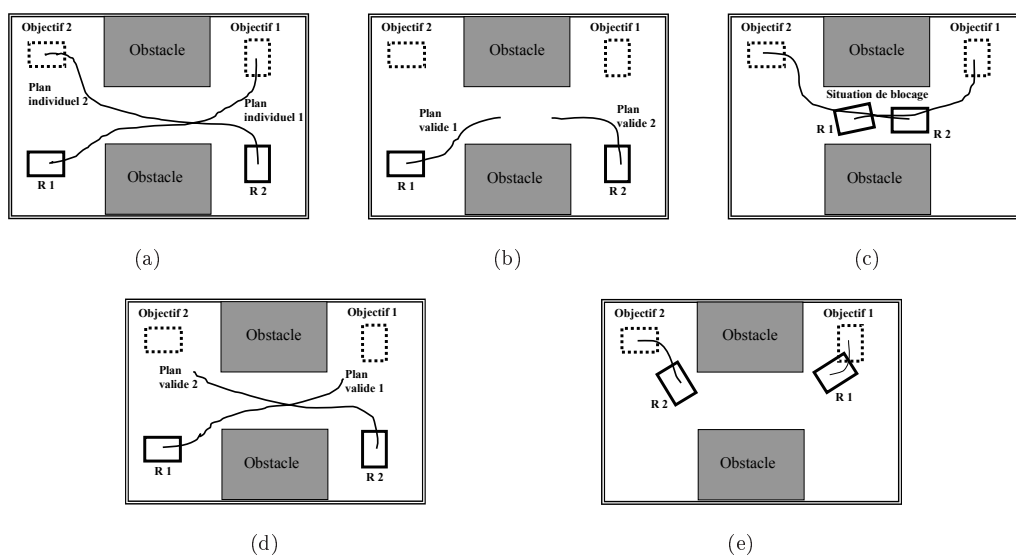 Objectif 2
Obstacle
Objectif 1
Plan
individuel 2
Plan
individuel 1
Obstacle
R 1
R 2
(a)
Objectif 2
Obstacle
Objectif 1
Plan
valide 1
Plan
valide 2
Obstacle
R 1
R 2
(b)
Objectif 2
Obstacle
Objectif 1
Situation de blocage
R 1
R 2
Obstacle
(c)
Objectif 2
Obstacle
Objectif 1
Plan
valide 2
Plan
valide 1
Obstacle
R 1
R 2
(d)
Objectif 2
Obstacle
Objectif 1
R 2
R 1
Obstacle
(e)